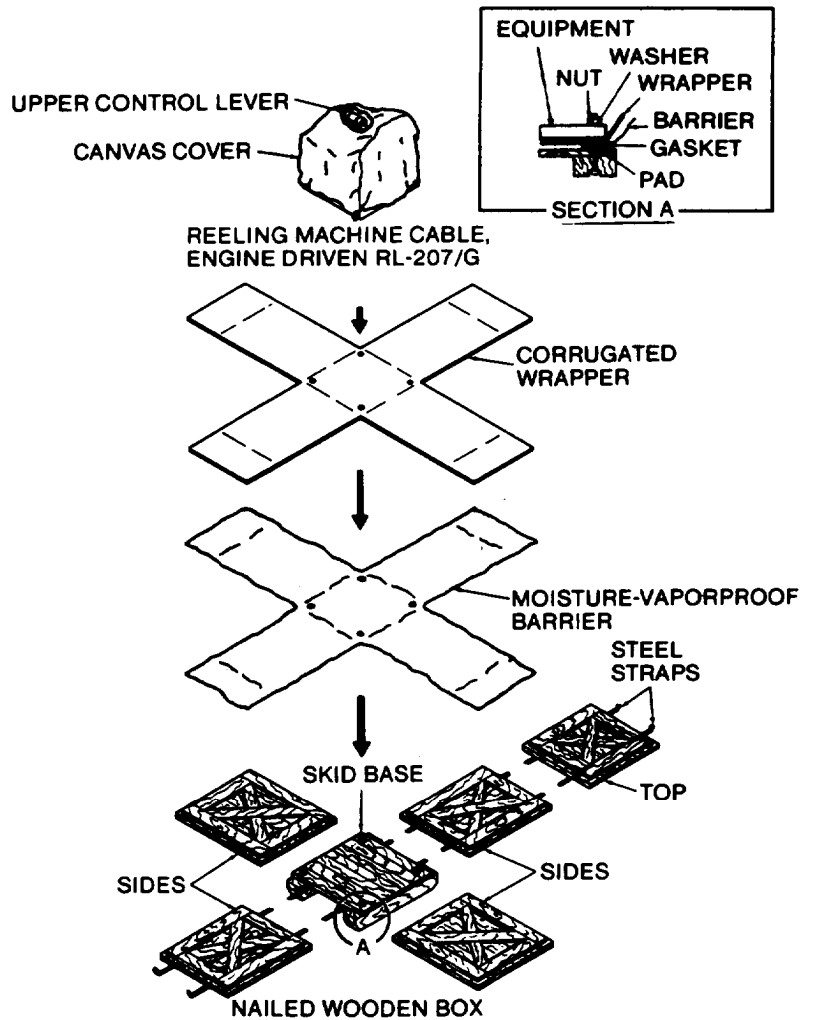 EQUIPMENT
WASHER
NUT
WRAPPER
BARRIER
GASKET
PAD
SECTION A
UPPER CONTROL LEVER
CANVAS COVER
REELING MACHINE CABLE,
ENGINE DRIVEN RL-207/G
CORRUGATED
WRAPPER
MOISTURE-VAPORPROOF
BARRIER
STEEL
STRAPS
SKID BASE
TOP
SIDES
SIDES
A
NAILED WOODEN BOX